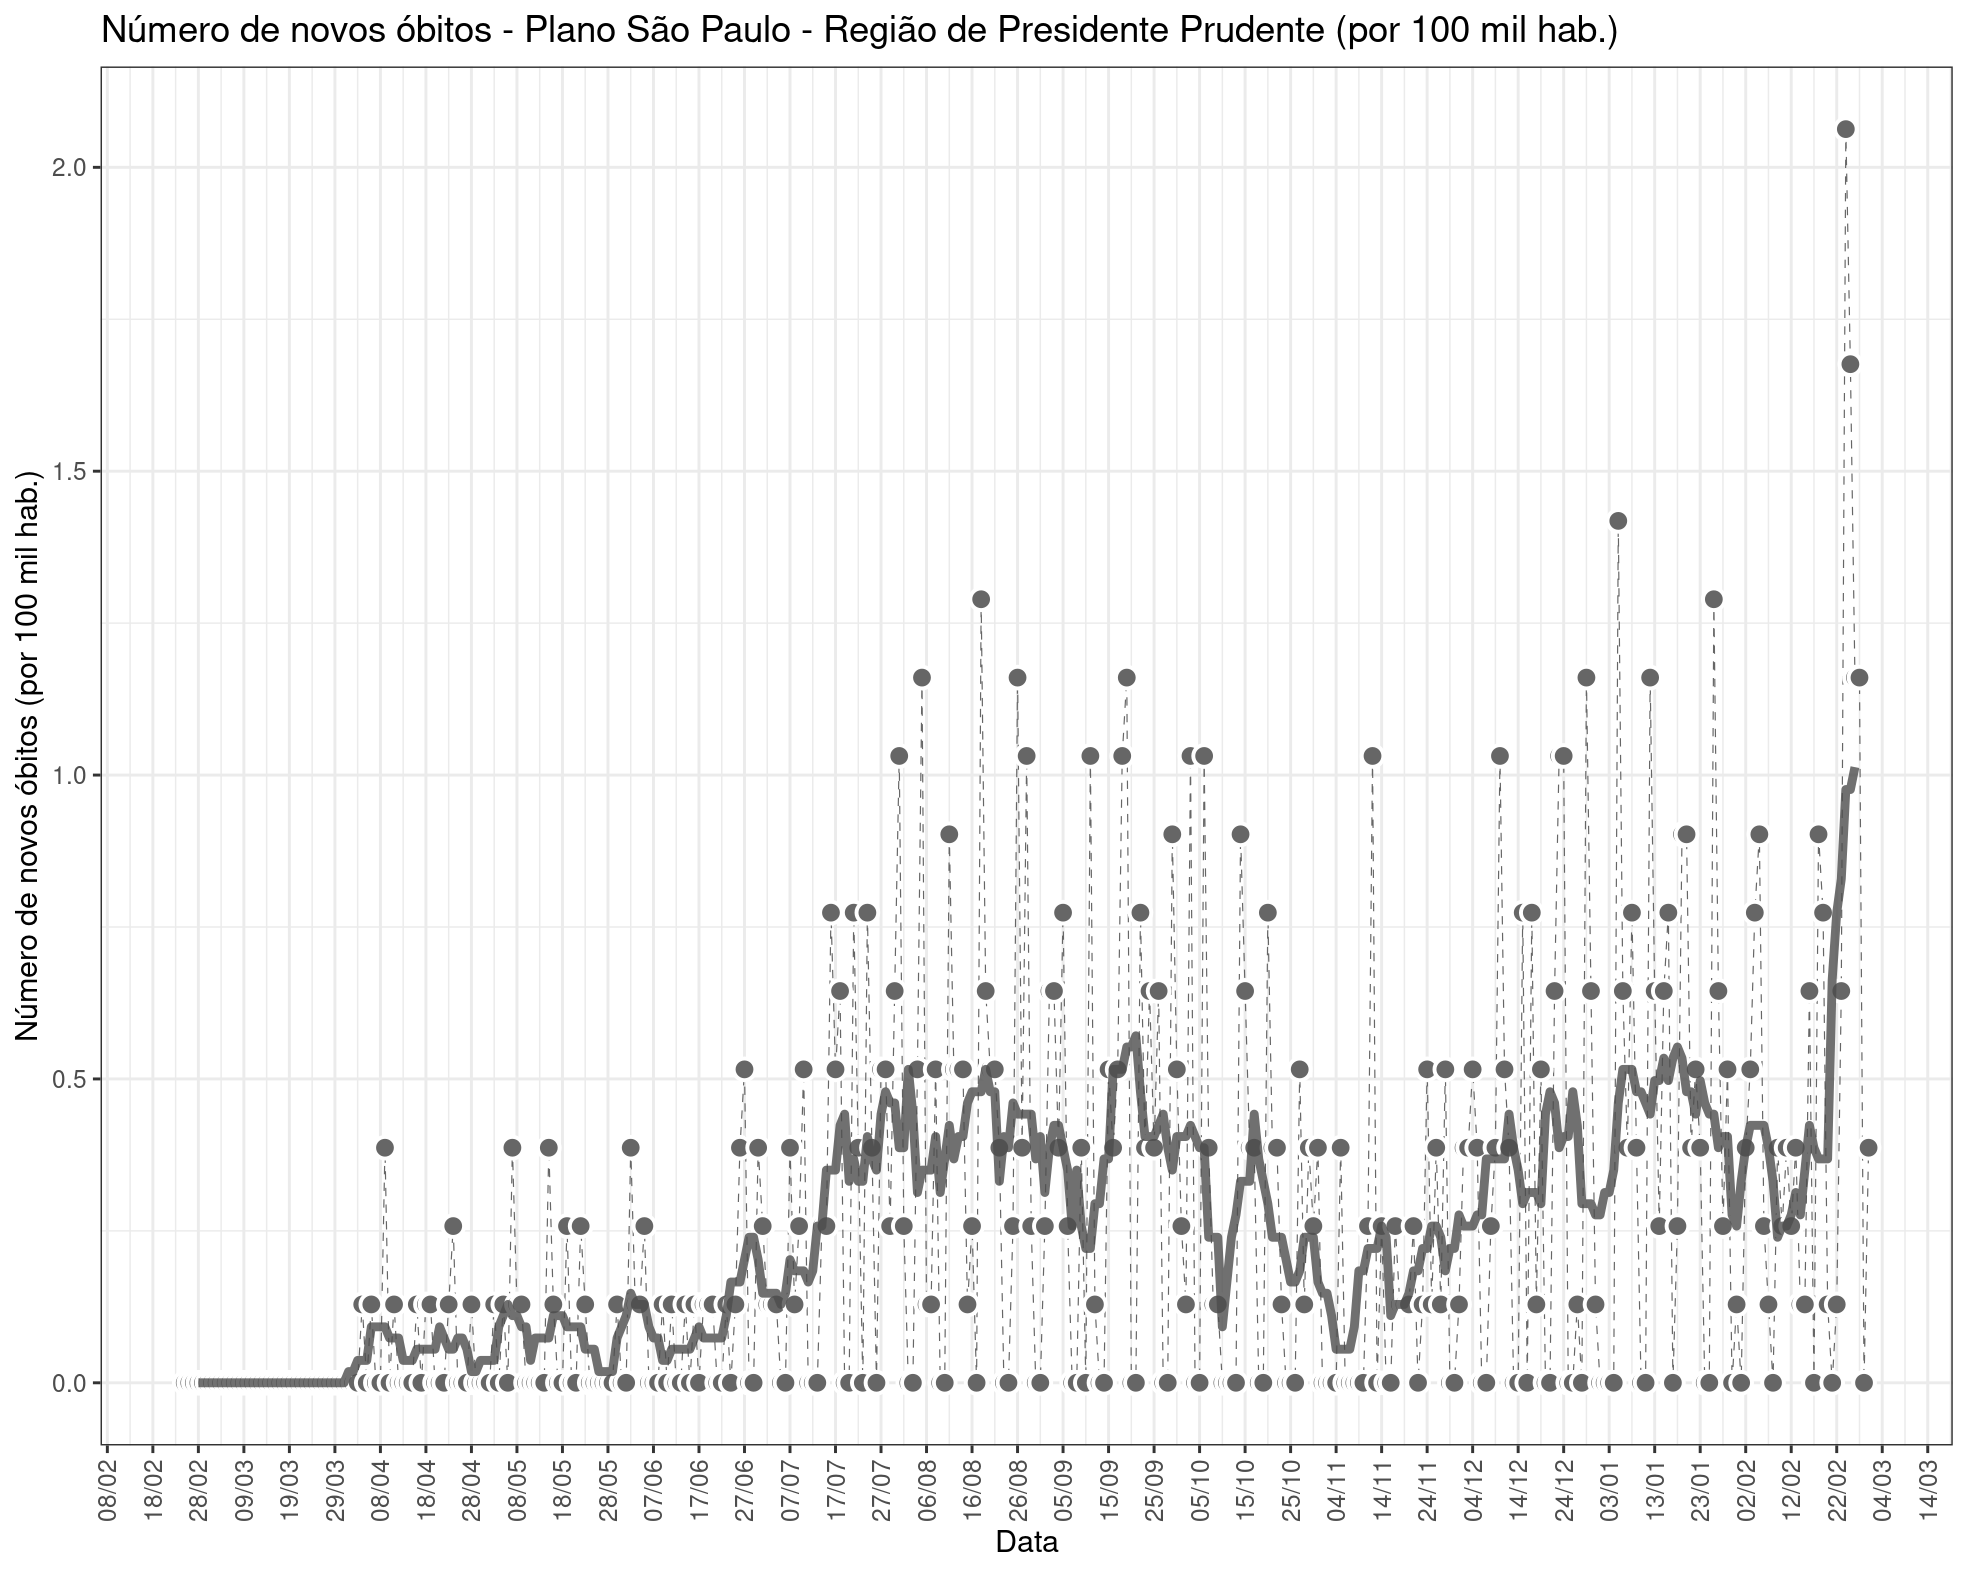 Número de novos óbitos - Plano São Paulo - Região de Presidente Prudente (por 100 mil hab.)
Número de novos óbitos (por 100 mil hab.)
2.0
1.5
1.0
0.5
0.0
08/02 18/02 28/02 09/03 19/03 29/03 08/04 18/04 28/04 08/05 18/05 28/05 07/06 17/06 27/06 07/07 17/07 27/07 06/08 16/08 26/08 05/09 15/09 25/09 05/10 15/10 25/10 04/11 14/11 24/11 04/12 14/12 24/12 03/01 13/01 23/01 02/02 12/02 22/02 04/03 14/03
Data